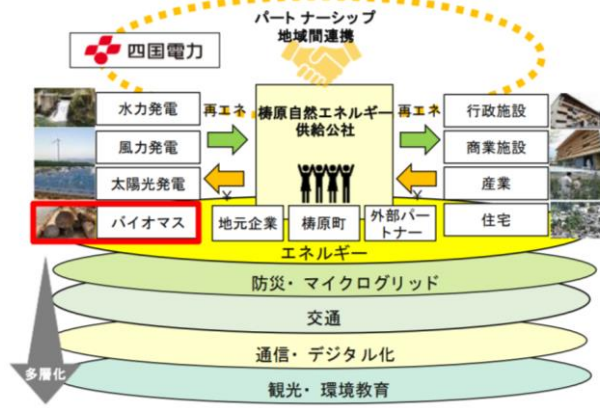 パートナーシップ
地域間連携
四国電力
水力発電
再エネ
梼原自然エネルギー
供給公社
再エネ
行政施設
風力発電
商業施設
太陽光発電
¥
¥
産業
バイオマス
地元企業
梼原町
外部パー
トナー
住宅
エネルギー
防災・マイクログリッド
交通
通信・デジタル化
多層化
観光・環境教育